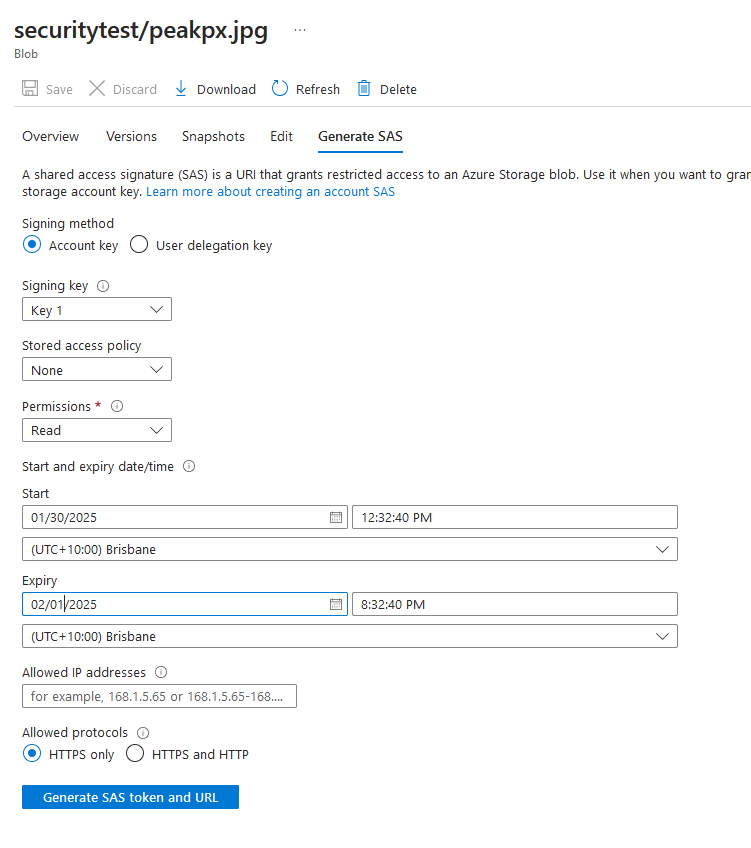 securitytest/peakpx.jpg ...
Blob
Save Discard Download Refresh Delete
Overview Versions Snapshots Edit Generate SAS
A shared access signature (SAS) is a URI that grants restricted access to an Azure Storage blob. Use it when you want to gran
storage account key. Learn more about creating an account SAS
Signing method
Account key User delegation key
Signing key
Key 1
Stored access policy
None
Permissions *
Read
Start and expiry date/time
Start
01/30/2025 12:32:40 PM
(UTC+10:00) Brisbane
Expiry
02/01/2025 8:32:40 PM
(UTC+10:00) Brisbane
Allowed IP addresses
for example, 168.1.5.65 or 168.1.5.65-168....
Allowed protocols
HTTPS only HTTPS and HTTP
Generate SAS token and URL